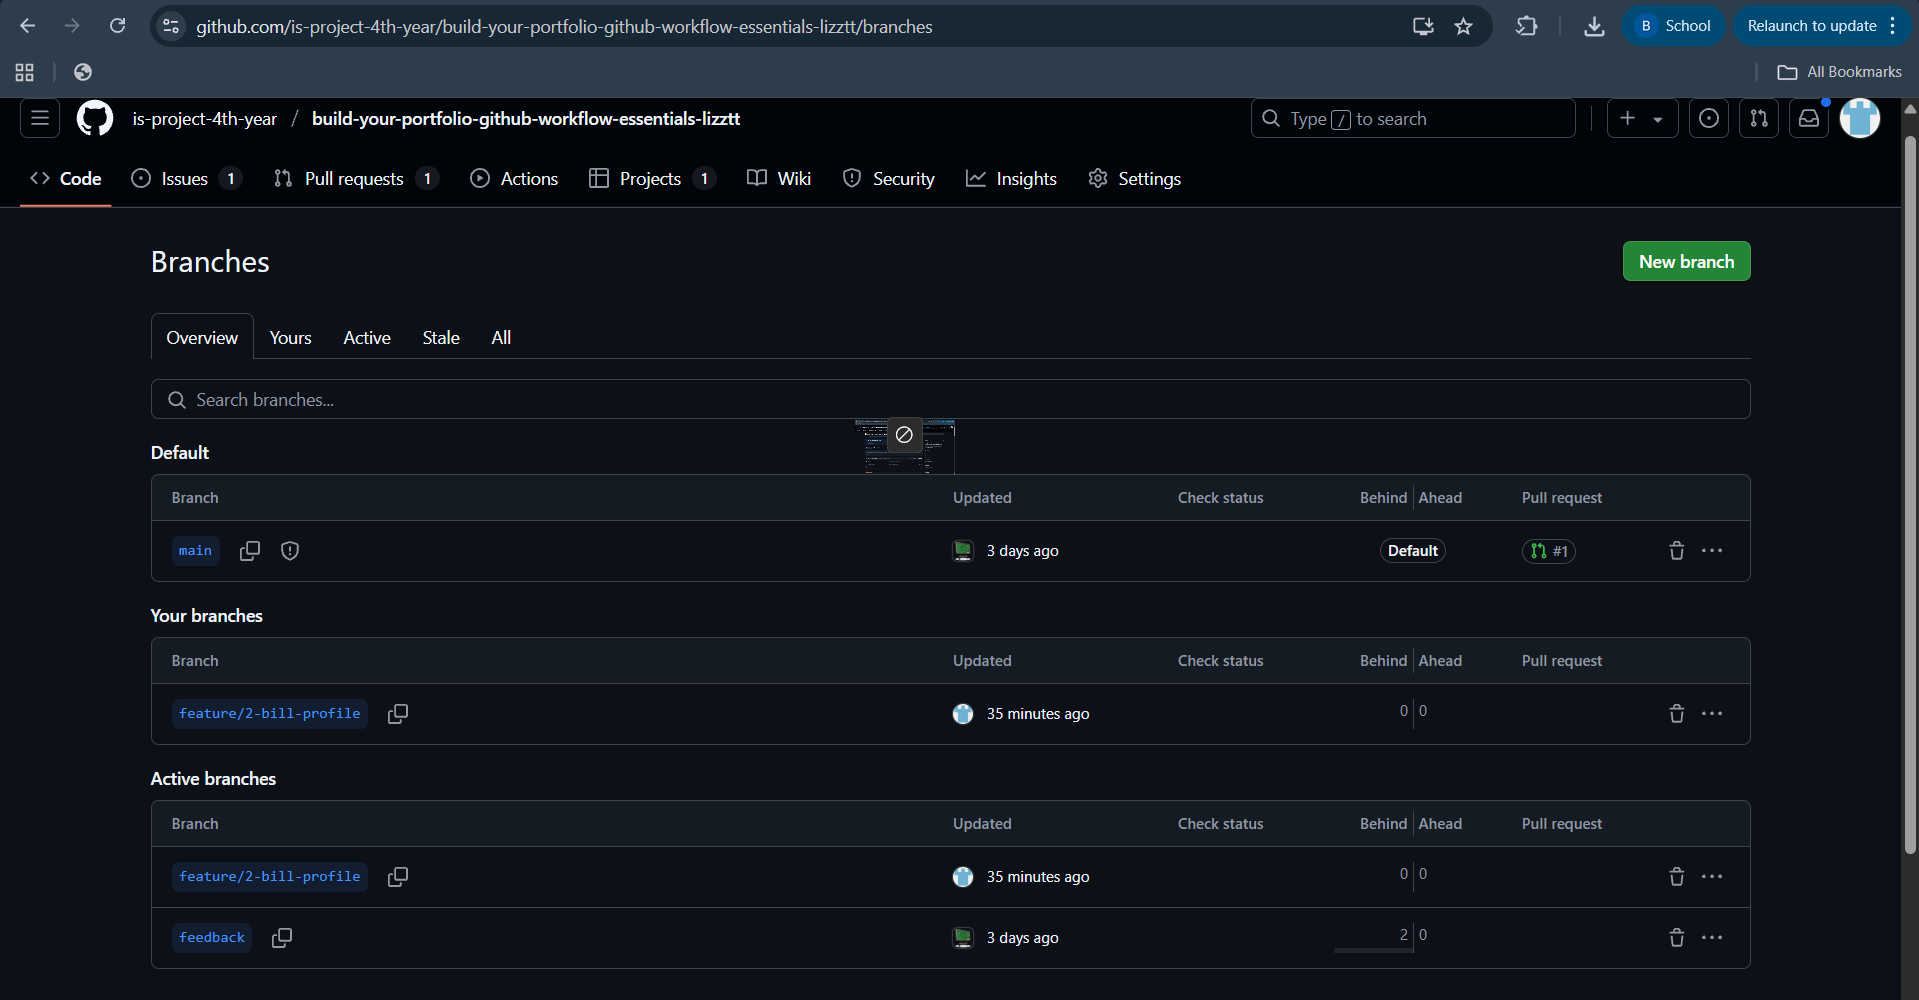 github.com/is-project-4th-year/build-your-portfolio-github-workflow-essentials-lizztt/branches
B School
Relaunch to update
All Bookmarks
is-project-4th-year / build-your-portfolio-github-workflow-essentials-lizztt
Type / to search
Code Issues 1 Pull requests 1 Actions Projects 1 Wiki Security Insights Settings
Branches
New branch
Overview Yours Active Stale All
Search branches...
Default
Branch Updated Check status Behind Ahead Pull request
main 3 days ago Default #1
Your branches
Branch Updated Check status Behind Ahead Pull request
feature/2-bill-profile 35 minutes ago 0 0
Active branches
Branch Updated Check status Behind Ahead Pull request
feature/2-bill-profile 35 minutes ago 0 0
feedback 3 days ago 2 0